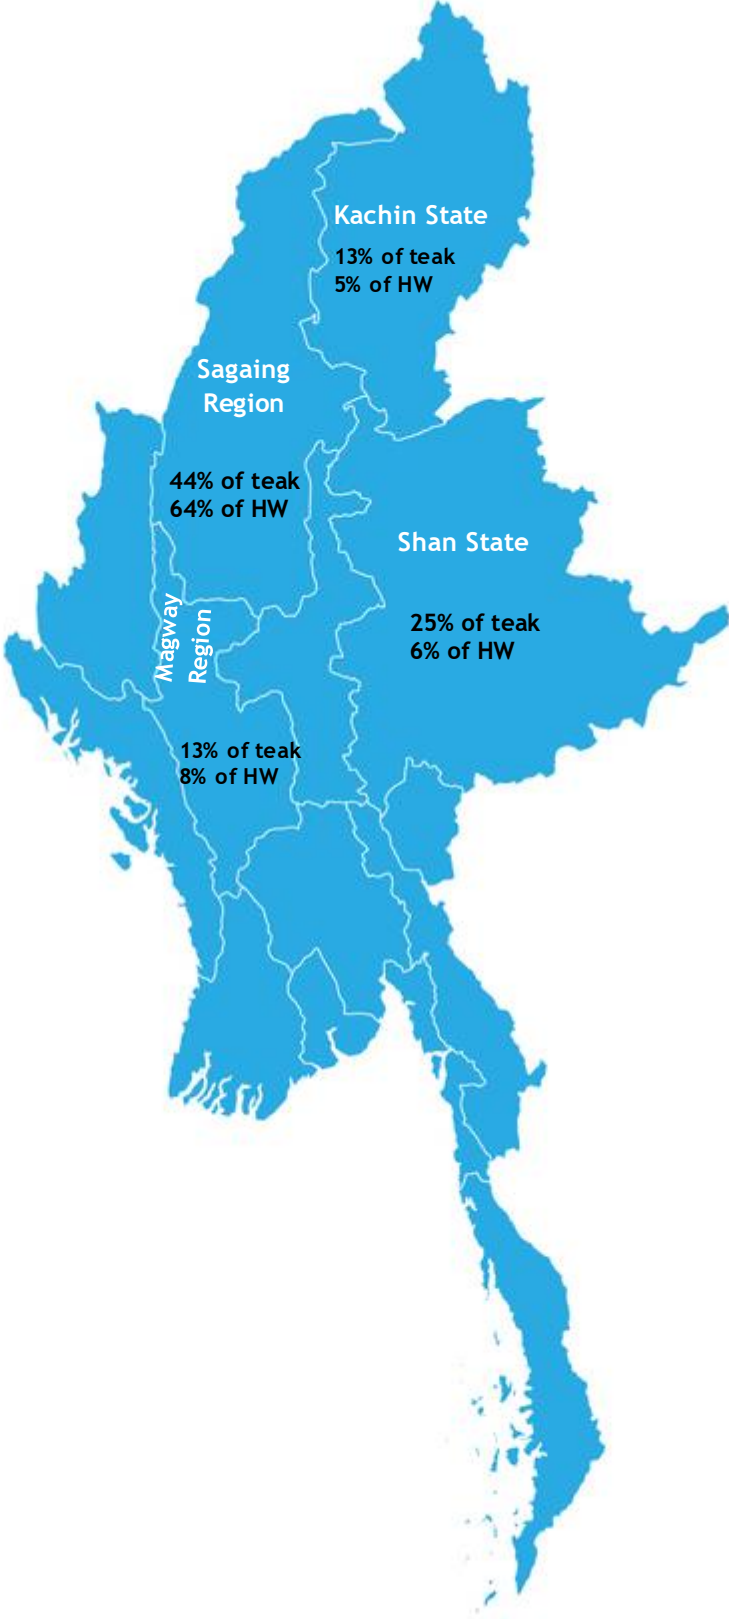 Kachin State
13% of teak
5% of HW
Sagaing
Region
44% of teak
64% of HW
Shan State
25% of teak
6% of HW
Magway
Region
13% of teak
8% of HW